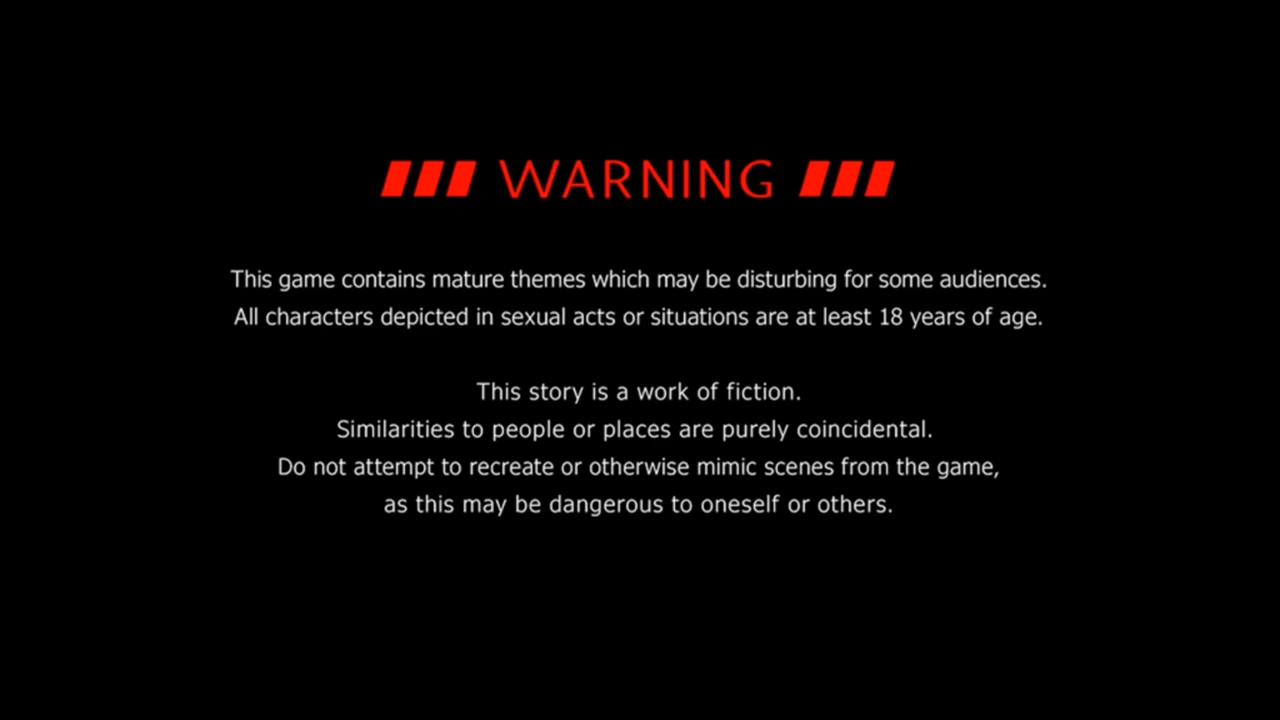 WARNING
This game contains mature themes which may be disturbing for some audiences.
All characters depicted in sexual acts or situations are at least 18 years of age.
This story is a work of fiction.
Similarities to people or places are purely coincidental.
Do not attempt to recreate or otherwise mimic scenes from the game,
as this may be dangerous to oneself or others.